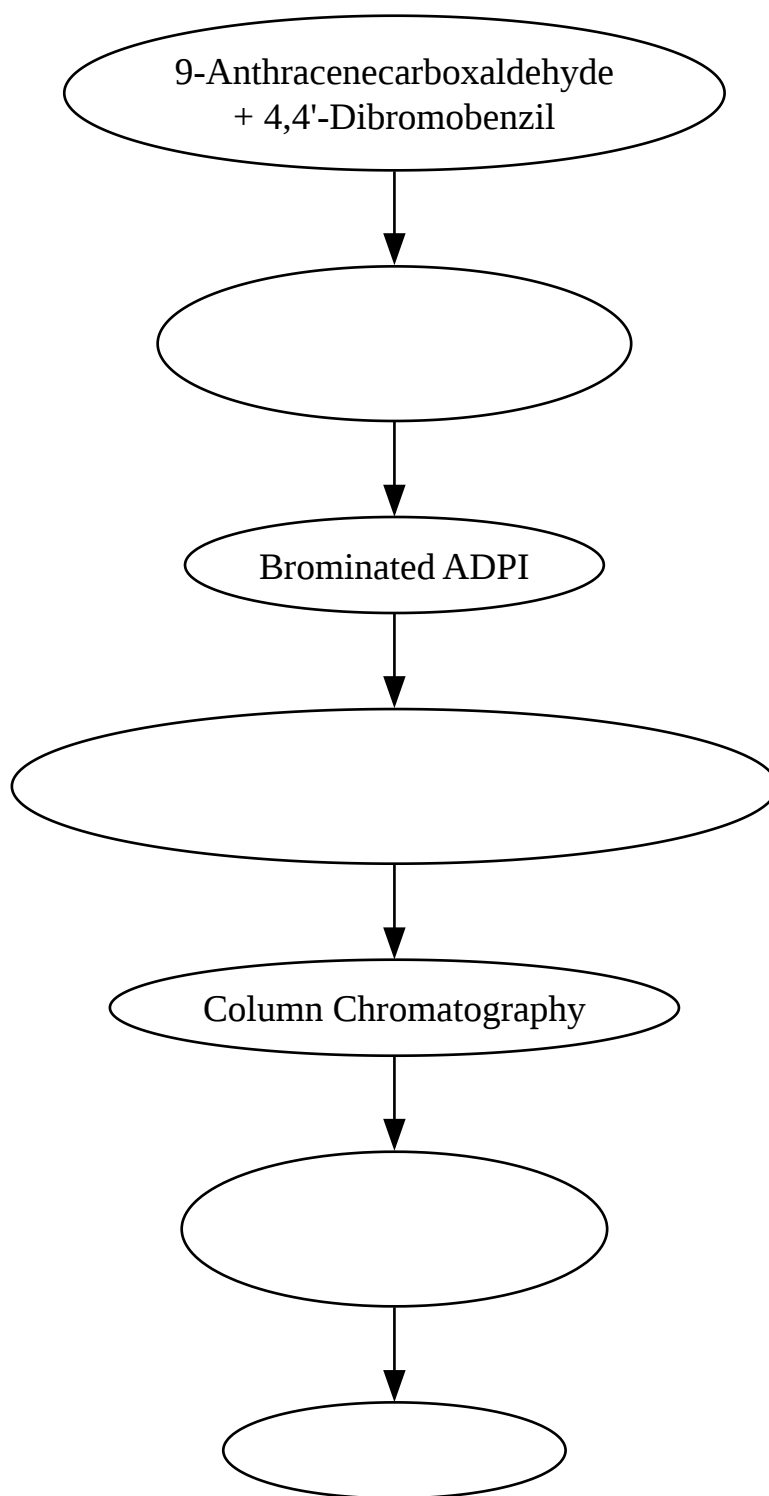 9-Anthracenecarboxaldehyde
+ 4,4'-Dibromobenzil
Brominated ADPI
Column Chromatography